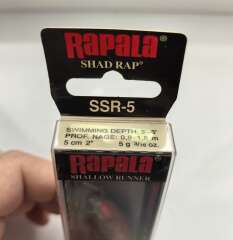 RAPALA
SHAD RAP®
SSR-5
SWIMMING DEPTH: 3'-5'
PROF. NAGE: 0,9-1,5 m
5 cm 2" 5 g 3/16 oz.
RAPALA
SHALLOW RUNNER